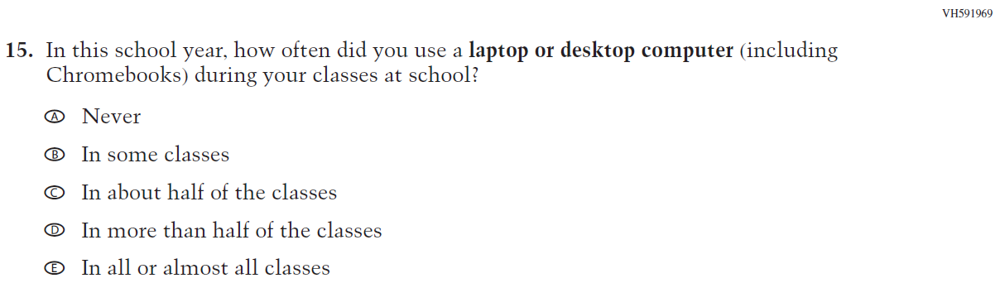 VH591969
15. In this school year, how often did you use a laptop or desktop computer (including
Chromebooks) during your classes at school?
A Never
B In some classes
C In about half of the classes
D In more than half of the classes
E In all or almost all classes